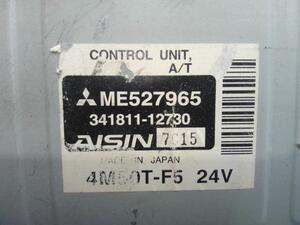 CONTROL UNIT,
A/T
ME527965
341811-12730
AISIN 7C15
MADE IN JAPAN
4M50T-F5 24V